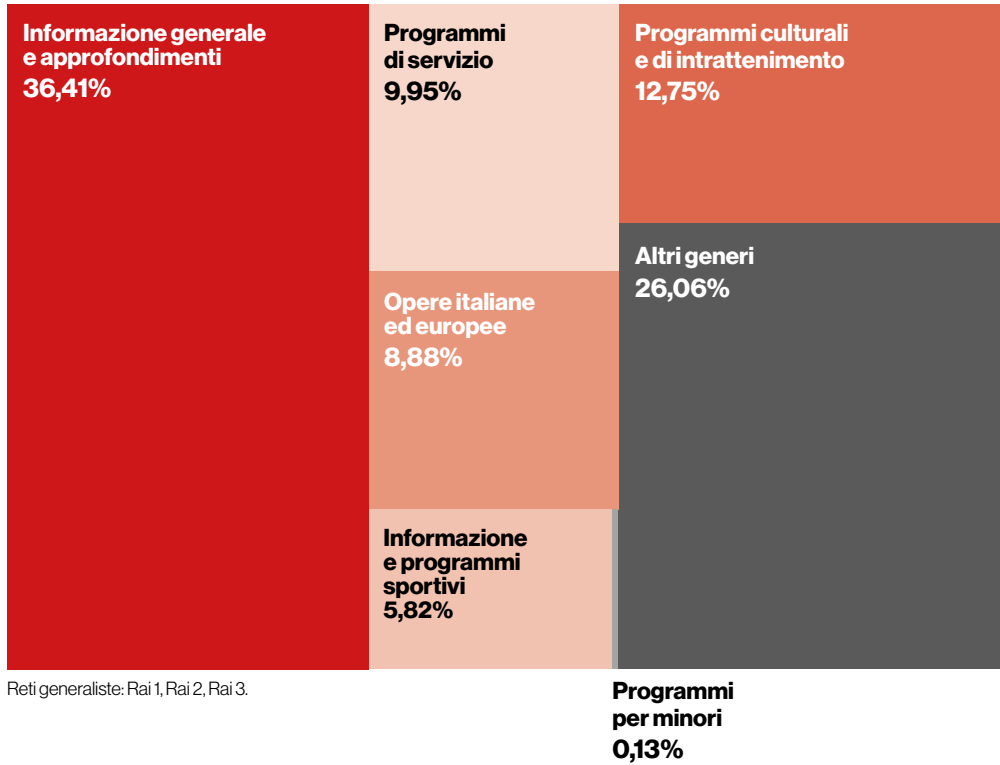 Informazione generale
e approfondimenti
36,41%
Programmi
di servizio
9,95%
Programmi culturali
e di intrattenimento
12,75%
Altri generi
26,06%
Opere italiane
ed europee
8,88%
Informazione
e programmi
sportivi
5,82%
Reti generaliste: Rai 1, Rai 2, Rai 3.
Programmi
per minori
0,13%